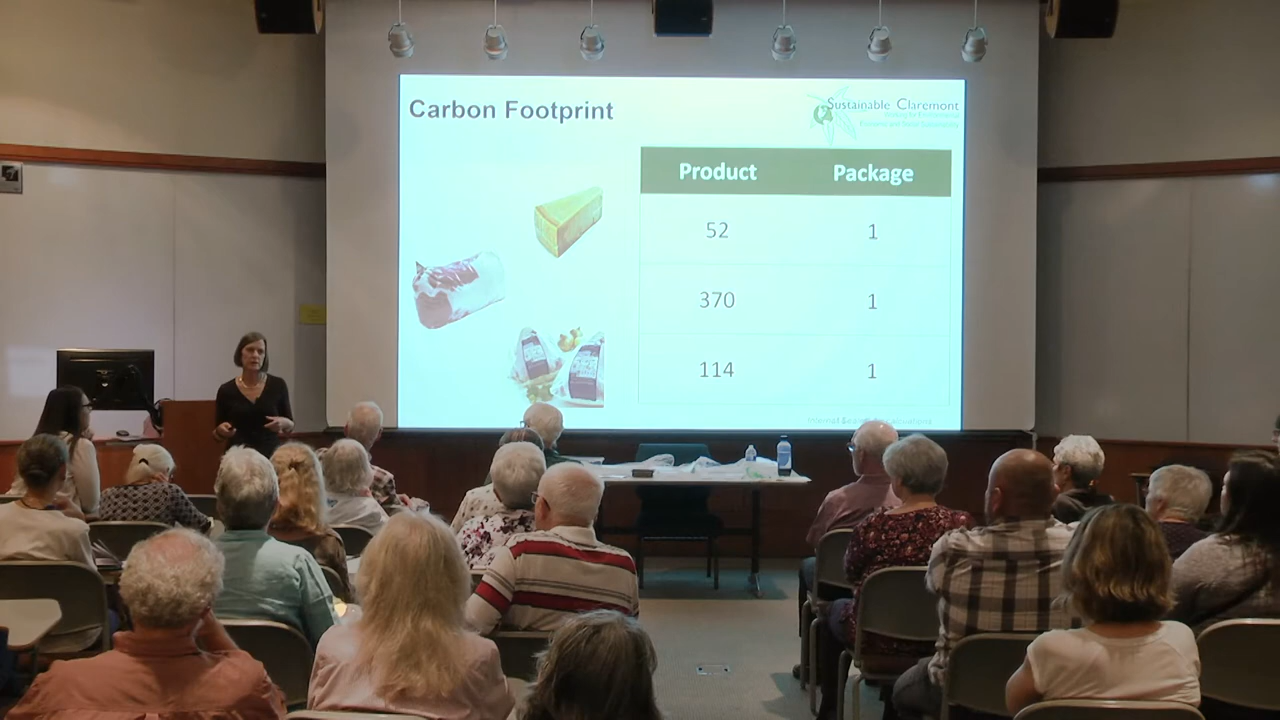 Carbon Footprint
Sustainable Claremont
Product Package
52 1
370 1
114 1